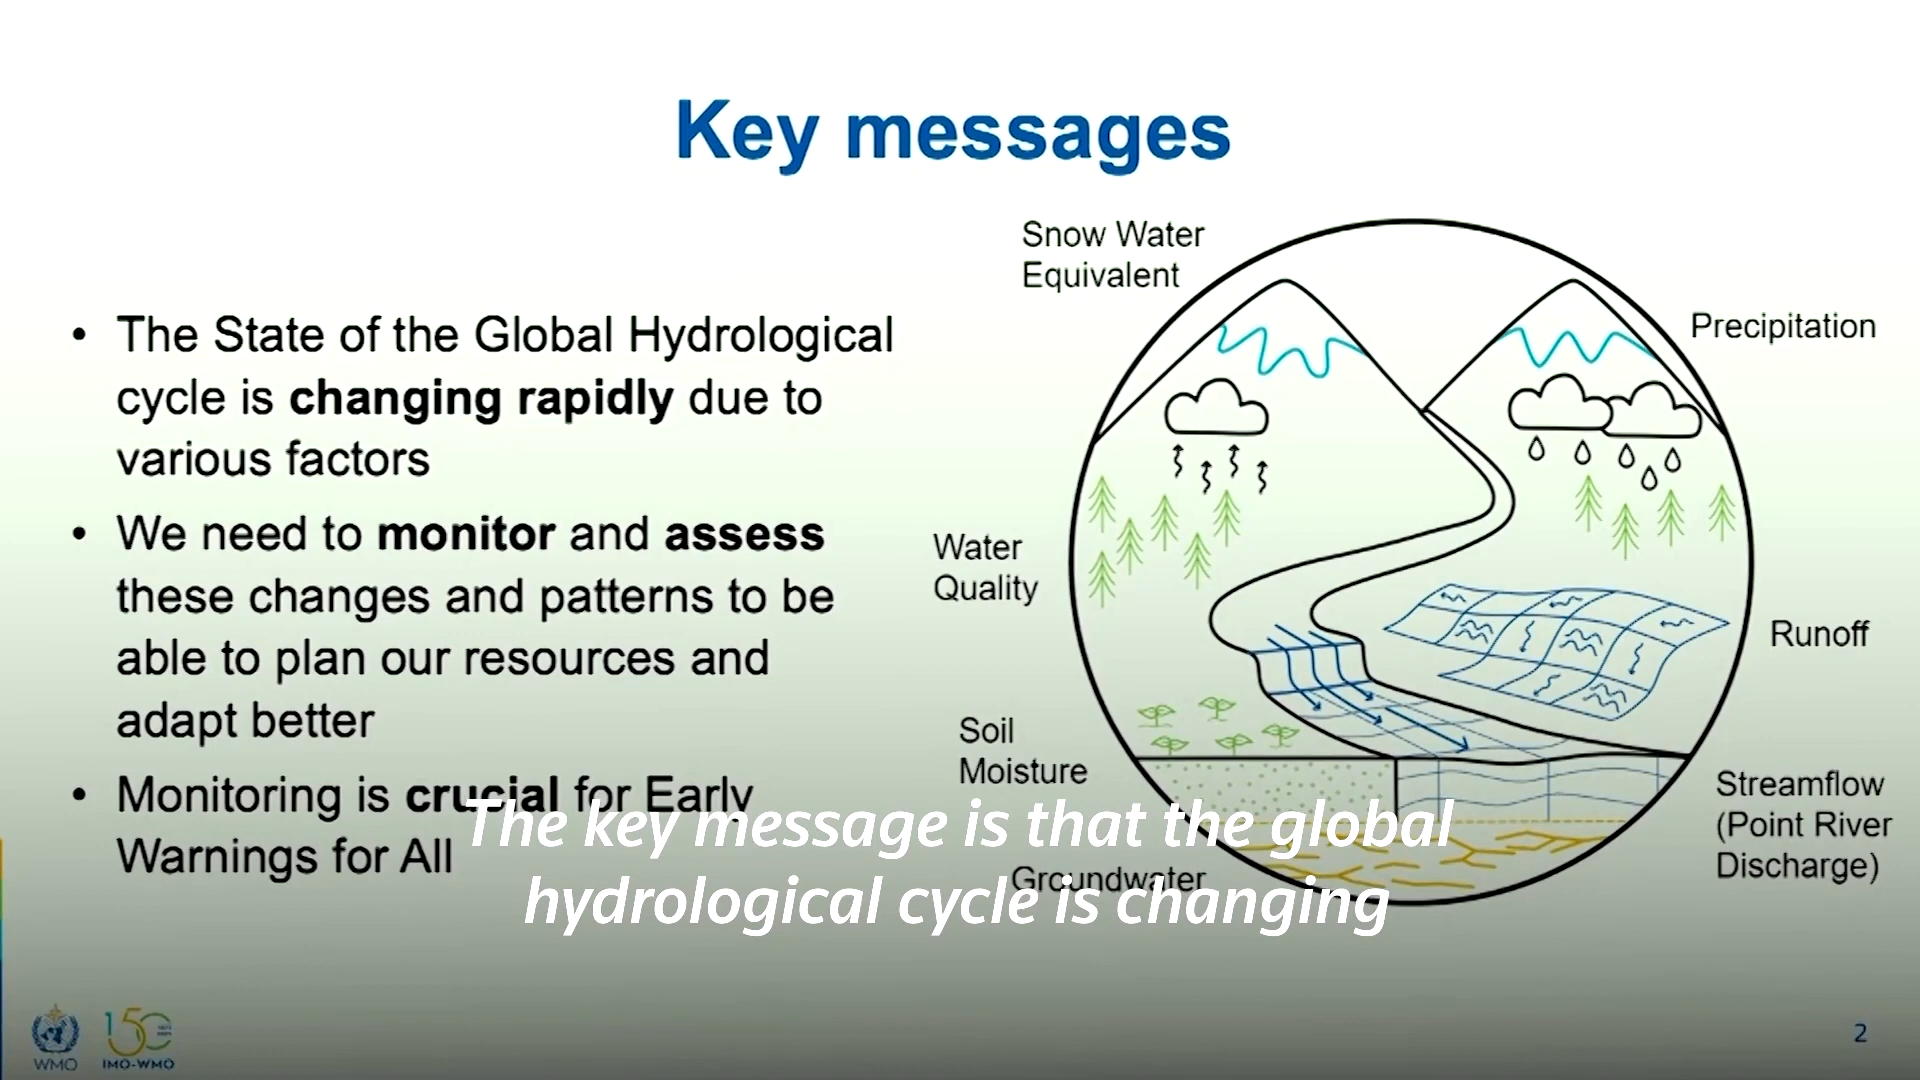 Key messages
• The State of the Global Hydrological
cycle is changing rapidly due to
various factors
• We need to monitor and assess
these changes and patterns to be
able to plan our resources and
adapt better
• Monitoring is crucial for Early
Warnings for All
Snow Water
Equivalent
Precipitation
Water
Quality
Runoff
Soil
Moisture
Streamflow
(Point River
Discharge)
Groundwater
The key message is that the global
hydrological cycle is changing
WMO
150
IMO-WMO
2